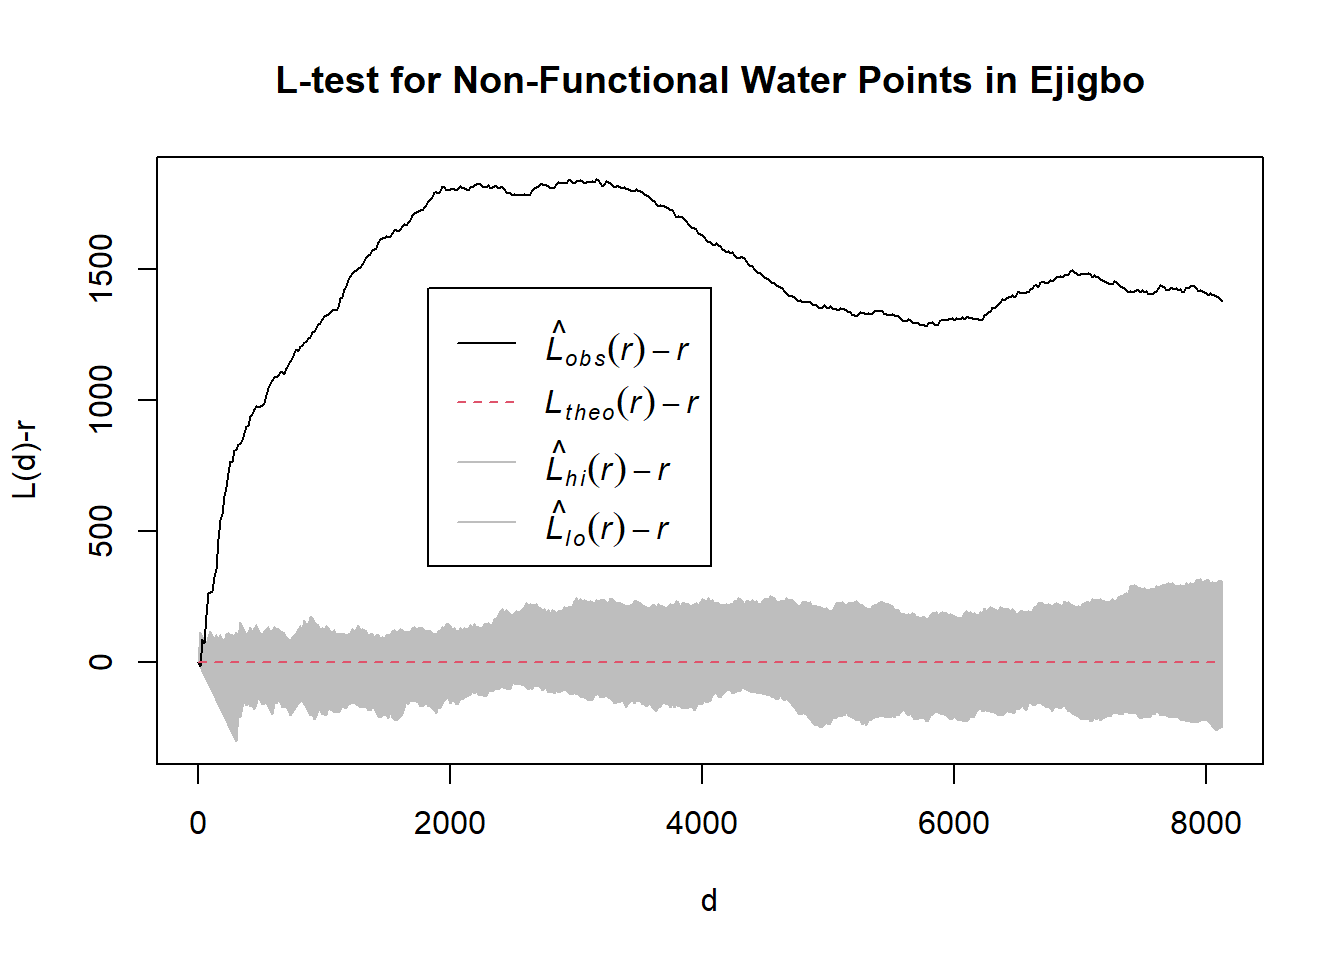 L-test for Non-Functional Water Points in Ejigbo
L(d)-r
1500
1000
500
0
L̂obs(r) − r
Ltheo(r) − r
L̂hi(r) − r
L̂lo(r) − r
0 2000 4000 6000 8000
d